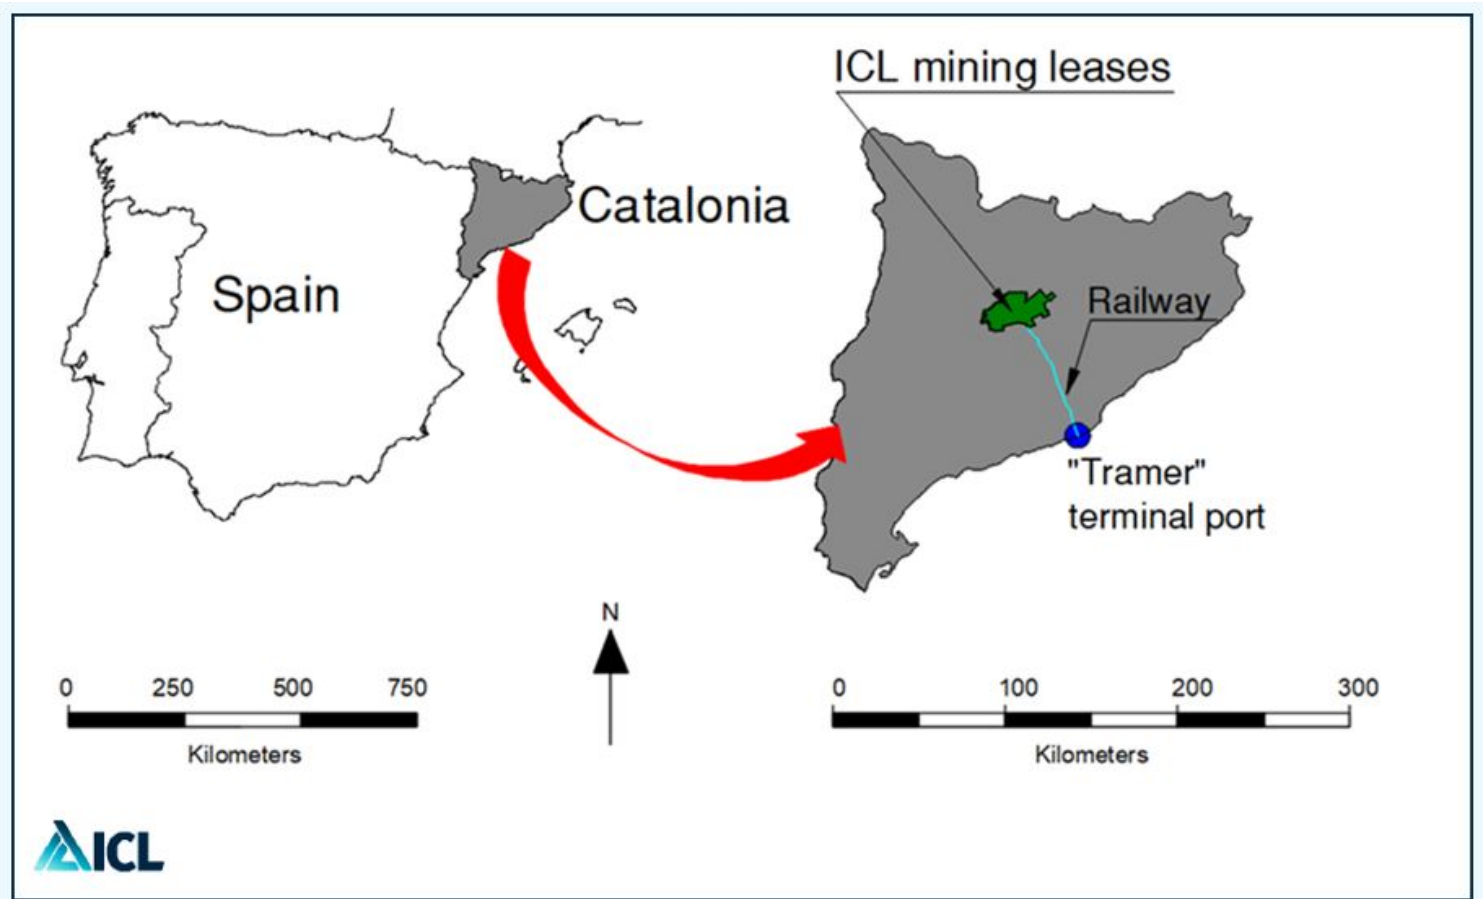 ICL mining leases
Catalonia
Spain
Railway
"Tramer"
terminal port
N
0 250 500 750
Kilometers
0 100 200 300
Kilometers
ICL